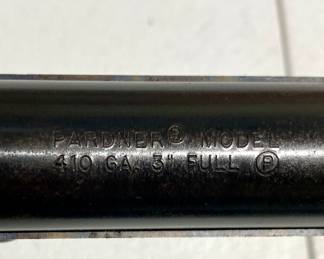 PARDNER® MODEL
410 GA. 3" FULL Ⓟ